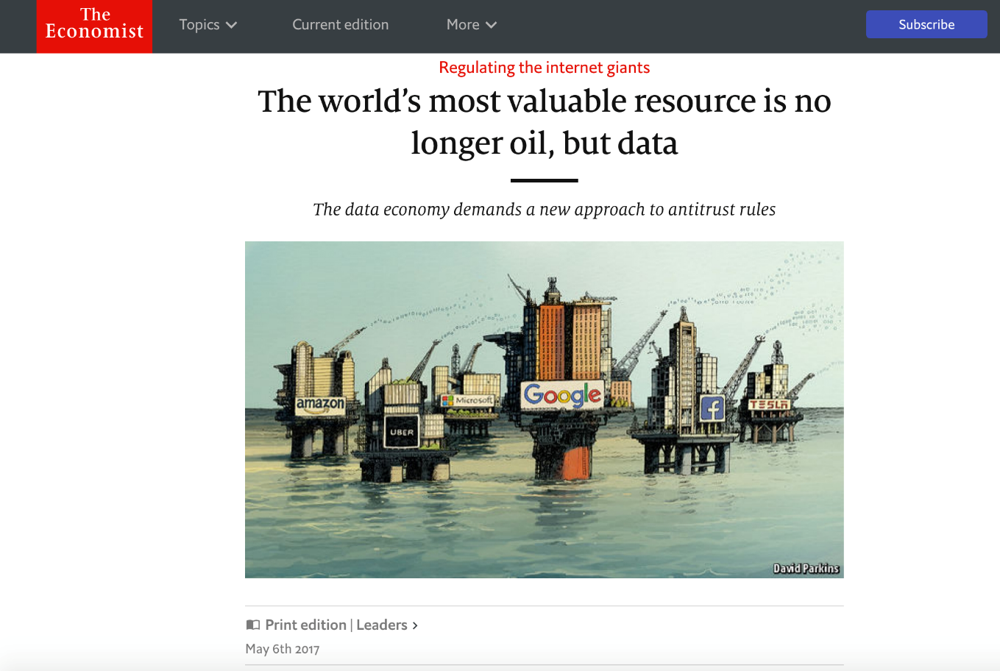 The
Economist
Topics
Current edition
More
Subscribe
Regulating the internet giants
The world’s most valuable resource is no
longer oil, but data
The data economy demands a new approach to antitrust rules
Google
amazon
Microsoft
TESLA
UBER
David Parkins
Print edition | Leaders
May 6th 2017